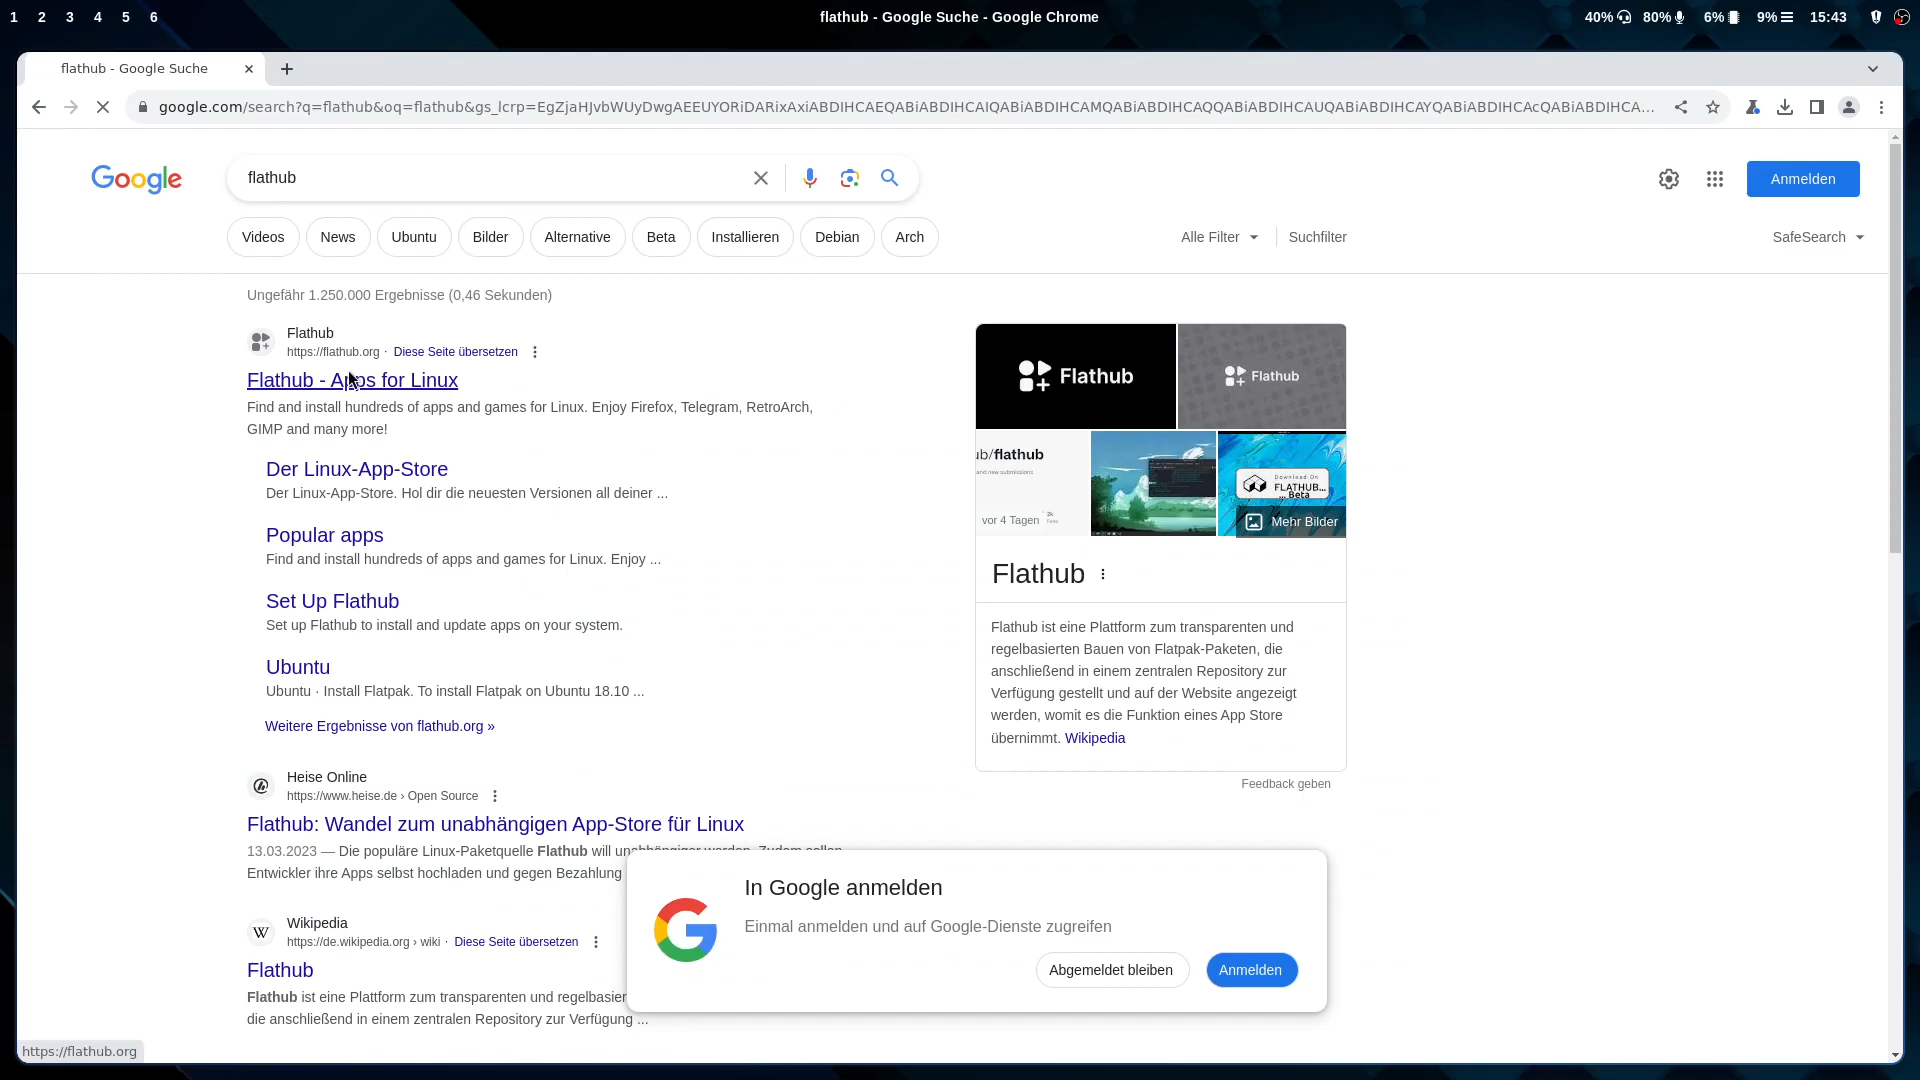 1 2 3 4 5 6
flathub - Google Suche - Google Chrome
40% 80% 6% 9% 15:43
flathub - Google Suche
google.com/search?q=flathub&oq=flathub&gs_lcrp=EgZjaHJvbWUyDwgAEEUYORiDARixAxiABDIHCAEQABiABDIHCAIQABiABDIHCAMQABiABDIHCAQQABiABDIHCAUQABiABDIHCAYQABiABDIHCAcQABiABDIHCA...
Google
flathub
Anmelden
Videos
News
Ubuntu
Bilder
Alternative
Beta
Installieren
Debian
Arch
Alle Filter
Suchfilter
SafeSearch
Ungefähr 1.250.000 Ergebnisse (0,46 Sekunden)
Flathub
https://flathub.org · Diese Seite übersetzen
Flathub - Apps for Linux
Find and install hundreds of apps and games for Linux. Enjoy Firefox, Telegram, RetroArch,
GIMP and many more!
Der Linux-App-Store
Der Linux-App-Store. Hol dir die neuesten Versionen all deiner ...
Popular apps
Find and install hundreds of apps and games for Linux. Enjoy ...
Set Up Flathub
Set up Flathub to install and update apps on your system.
Ubuntu
Ubuntu · Install Flatpak. To install Flatpak on Ubuntu 18.10 ...
Weitere Ergebnisse von flathub.org »
Heise Online
https://www.heise.de › Open Source
Flathub: Wandel zum unabhängigen App-Store für Linux
13.03.2023 — Die populäre Linux-Paketquelle Flathub will unabhängiger werden. Zudem sollen
Entwickler ihre Apps selbst hochladen und gegen Bezahlung
Wikipedia
https://de.wikipedia.org › wiki · Diese Seite übersetzen
Flathub
Flathub ist eine Plattform zum transparenten und regelbasier
die anschließend in einem zentralen Repository zur Verfügung ...
Flathub
Flathub
ub/flathub
and new submissions
vor 4 Tagen
2k
Forks
Download On
FLATHUB...
... Beta
Mehr Bilder
Flathub
Flathub ist eine Plattform zum transparenten und
regelbasierten Bauen von Flatpak-Paketen, die
anschließend in einem zentralen Repository zur
Verfügung gestellt und auf der Website angezeigt
werden, womit es die Funktion eines App Store
übernimmt. Wikipedia
Feedback geben
In Google anmelden
Einmal anmelden und auf Google-Dienste zugreifen
Abgemeldet bleiben
Anmelden
https://flathub.org